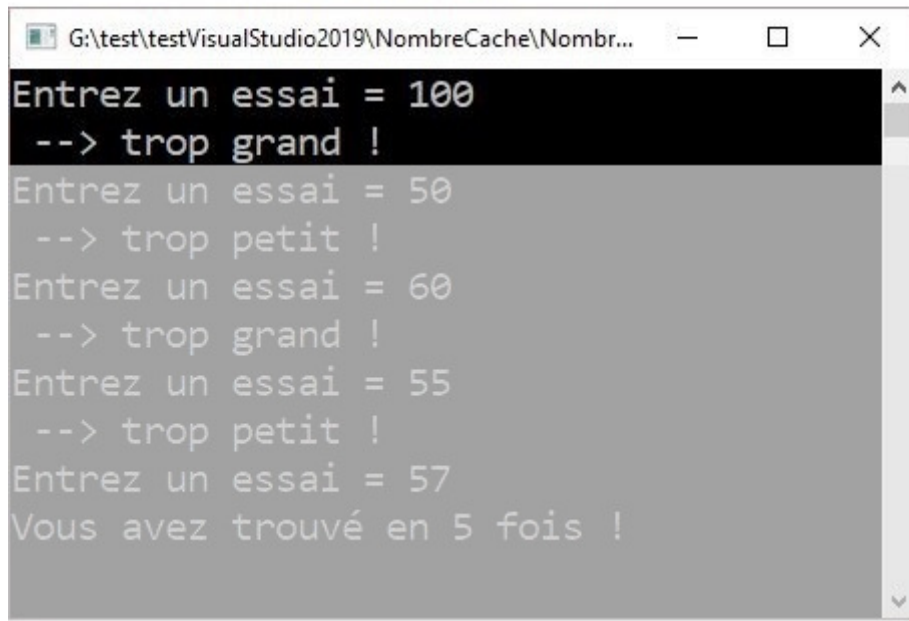 G:\test\testVisualStudio2019\NombreCache\Nombr...
Entrez un essai = 100
 --> trop grand !
Entrez un essai = 50
 --> trop petit !
Entrez un essai = 60
 --> trop grand !
Entrez un essai = 55
 --> trop petit !
Entrez un essai = 57
Vous avez trouvé en 5 fois !